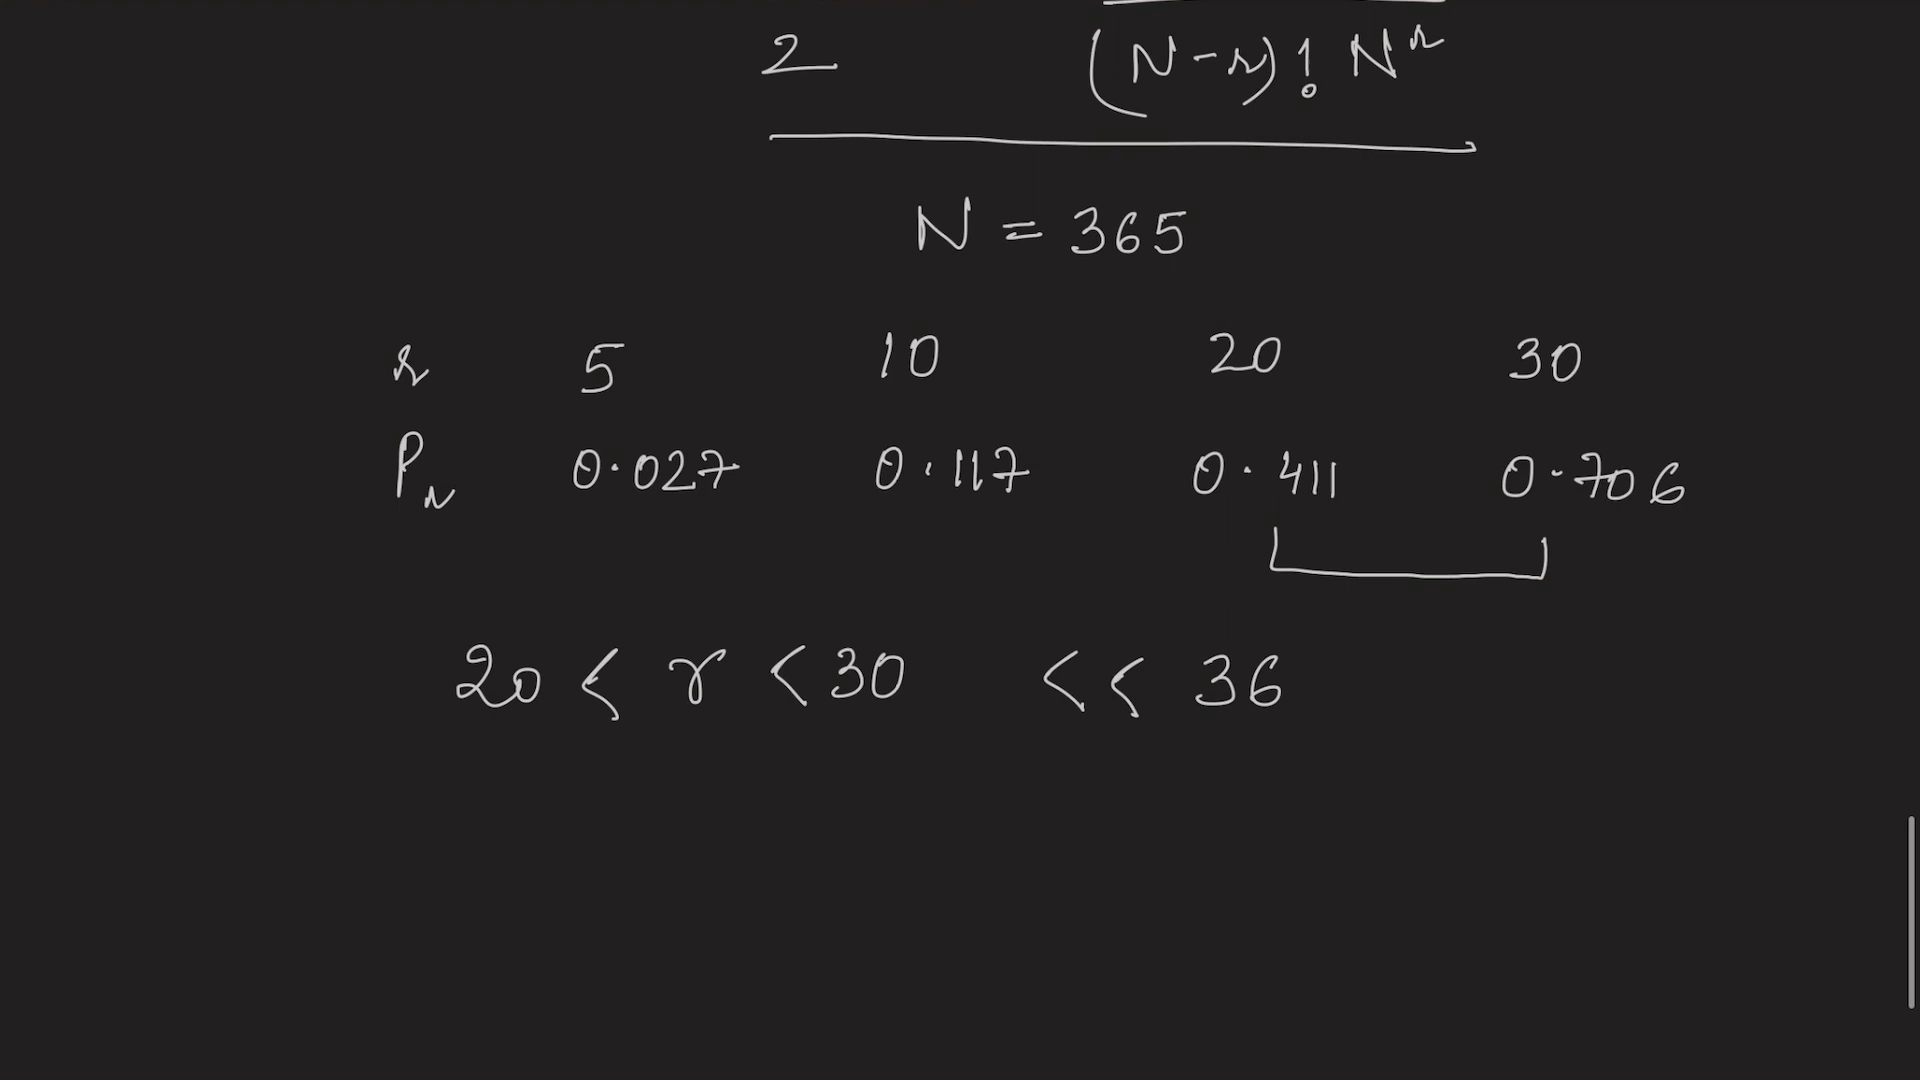 2 (N-r)! N^r
N = 365
r 5 10 20 30
P_r 0.027 0.117 0.411 0.706
20 < r < 30 << 36